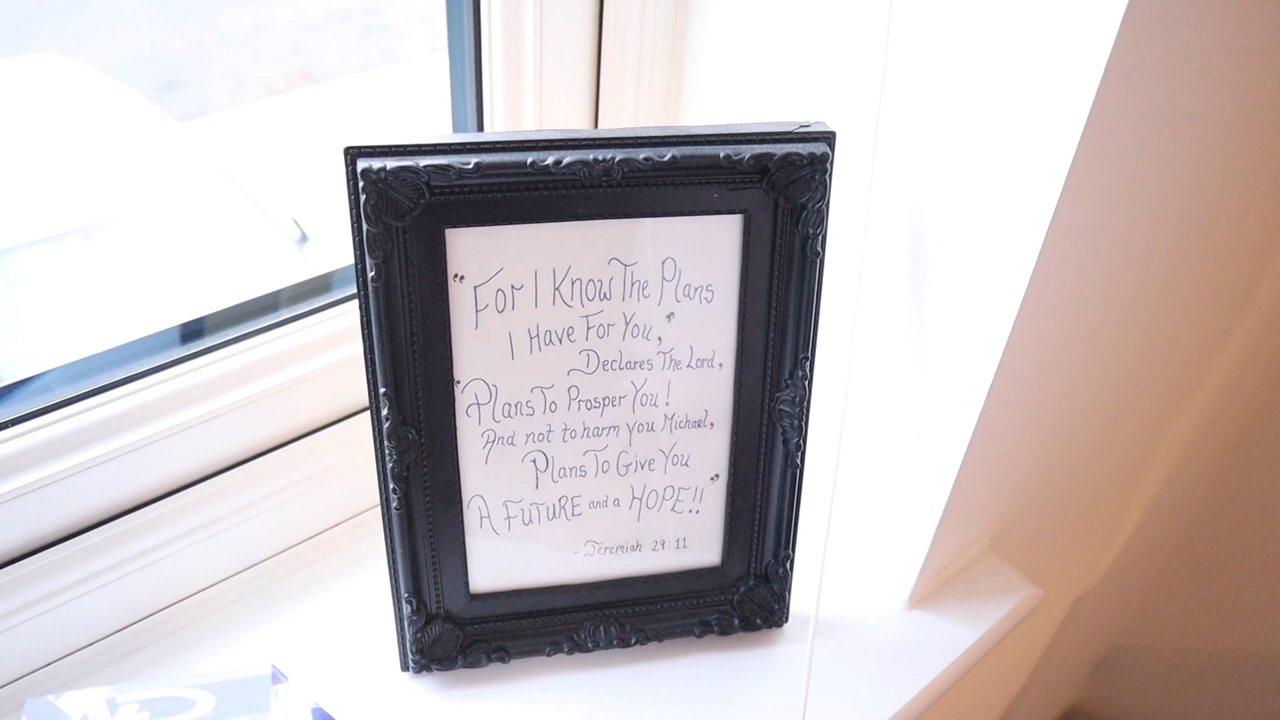 "For I Know The Plans
I Have For You,"
Declares The Lord,
"Plans To Prosper You!
And not to harm you Michael,
Plans To Give You
A FUTURE and a HOPE!!"
- Jeremiah 29:11